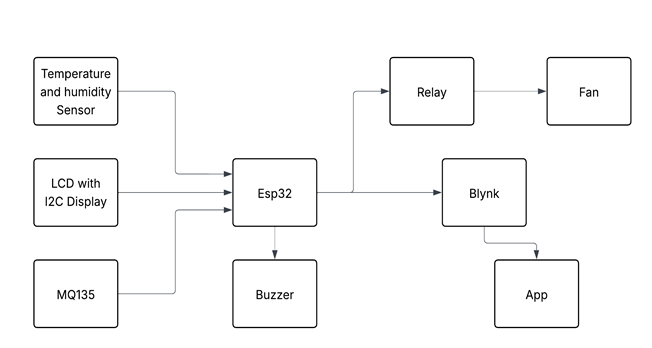 Temperature
and humidity
Sensor
Relay
Fan
LCD with
I2C Display
Esp32
Blynk
MQ135
Buzzer
App